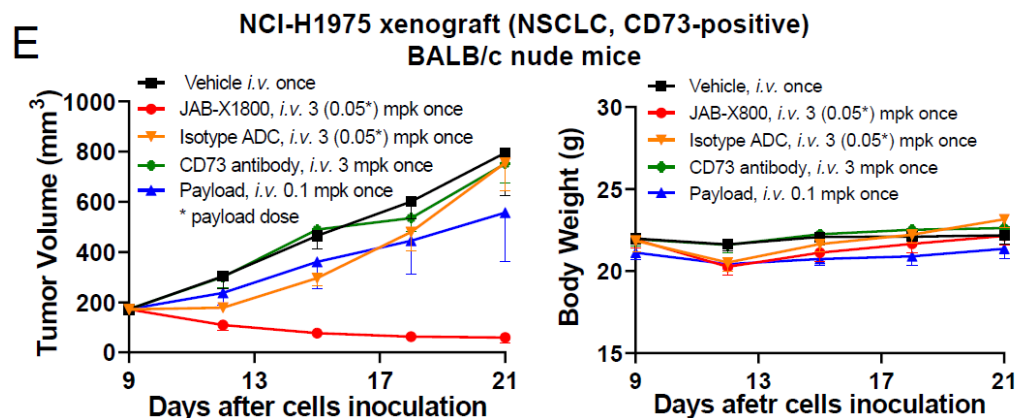 E
NCI-H1975 xenograft (NSCLC, CD73-positive)
BALB/c nude mice
Vehicle i.v. once
JAB-X1800, i.v. 3 (0.05*) mpk once
Isotype ADC, i.v. 3 (0.05*) mpk once
CD73 antibody, i.v. 3 mpk once
Payload, i.v. 0.1 mpk once
* payload dose
Tumor Volume (mm³)
1000
800
600
400
200
0
9
13
17
21
Days after cells inoculation
Vehicle, i.v. once
JAB-X800, i.v. 3 (0.05*) mpk once
Isotype ADC, i.v. 3 (0.05*) mpk once
CD73 antibody, i.v. 3 mpk once
Payload, i.v. 0.1 mpk once
Body Weight (g)
30
25
20
15
9
13
17
21
Days afetr cells inoculation